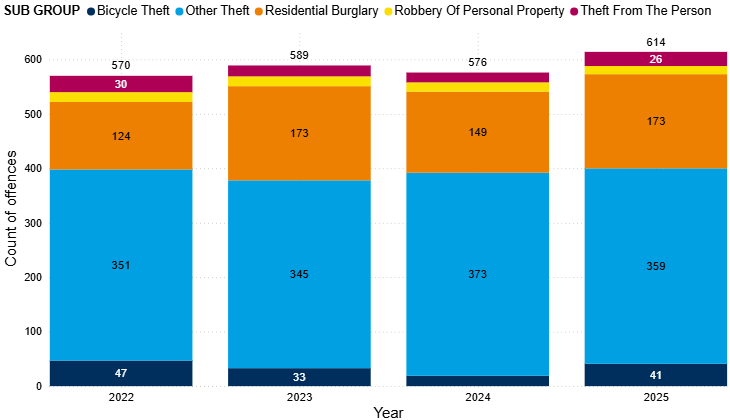 SUB GROUP Bicycle Theft Other Theft Residential Burglary Robbery Of Personal Property Theft From The Person
570 589 576 614
600 30 26
500
124 173 149 173
400
300
351 345 373 359
200
100
47 33 41
0
2022 2023 2024 2025
Count of offences
Year